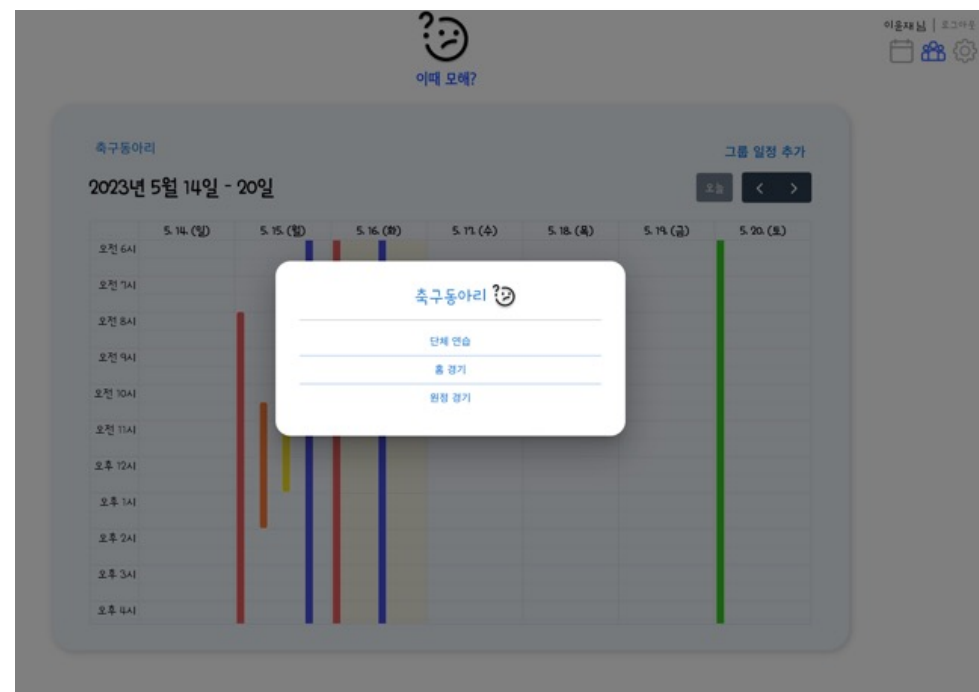 ?
이때 모해?
이윤재 님 | 로그아웃
축구동아리
그룹 일정 추가
2023년 5월 14일 - 20일
오늘 < >
5. 14. (일) 5. 15. (월) 5. 16. (화) 5. 17. (수) 5. 18. (목) 5. 19. (금) 5. 20. (토)
오전 6시
오전 7시
오전 8시
오전 9시
오전 10시
오전 11시
오후 12시
오후 1시
오후 2시
오후 3시
오후 4시
축구동아리 ?
단체 연습
홈 경기
원정 경기